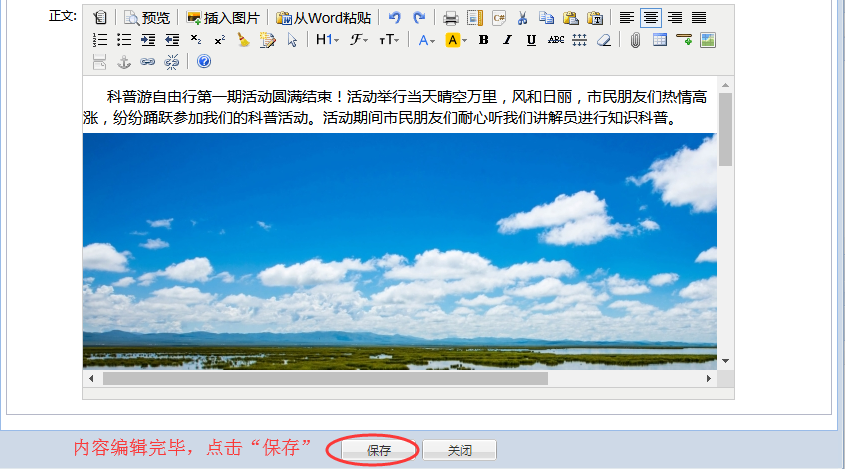 正文:
预览 插入图片 从Word粘贴
H1 F тT A A B I U ABC
科普游自由行第一期活动圆满结束！活动举行当天晴空万里，风和日丽，市民朋友们热情高
涨，纷纷踊跃参加我们的科普活动。活动期间市民朋友们耐心听我们讲解员进行知识科普。
内容编辑完毕，点击“保存” 保存 关闭